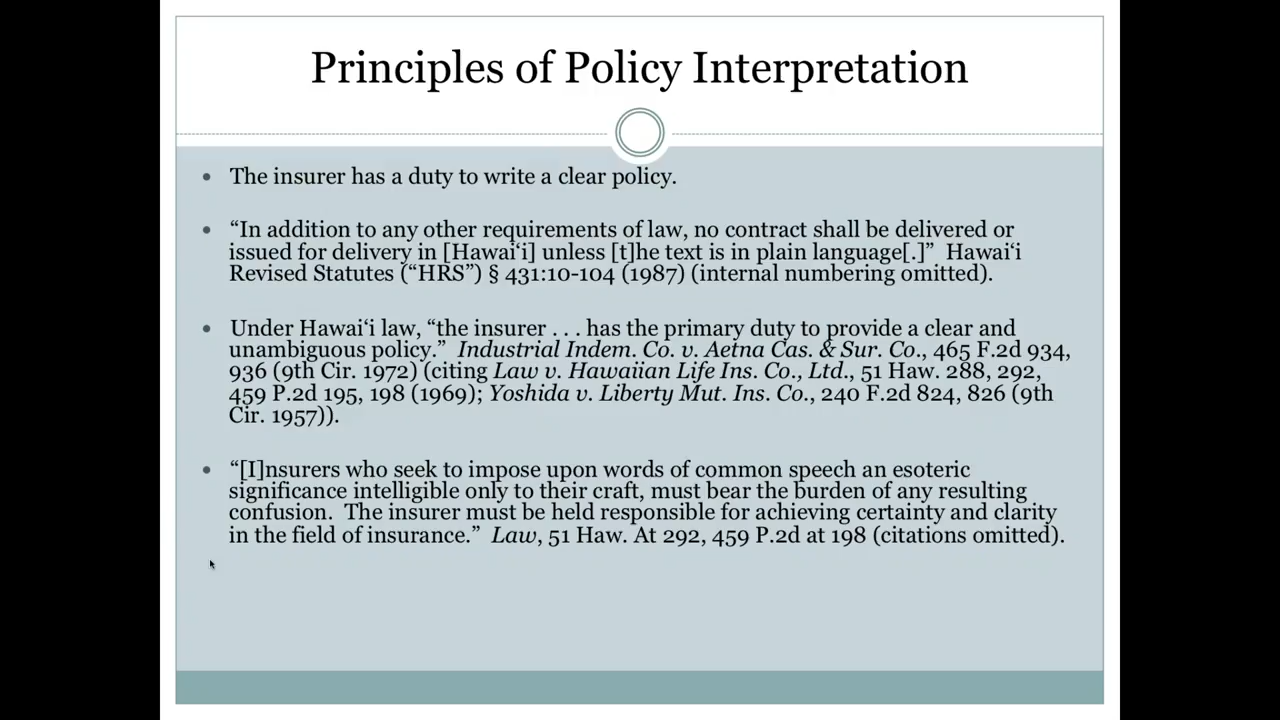 Principles of Policy Interpretation
• The insurer has a duty to write a clear policy.
• “In addition to any other requirements of law, no contract shall be delivered or
issued for delivery in [Hawai‘i] unless [t]he text is in plain language[.]”  Hawai‘i
Revised Statutes (“HRS”) § 431:10-104 (1987) (internal numbering omitted).
• Under Hawai‘i law, “the insurer . . . has the primary duty to provide a clear and
unambiguous policy.”  Industrial Indem. Co. v. Aetna Cas. & Sur. Co., 465 F.2d 934,
936 (9th Cir. 1972) (citing Law v. Hawaiian Life Ins. Co., Ltd., 51 Haw. 288, 292,
459 P.2d 195, 198 (1969); Yoshida v. Liberty Mut. Ins. Co., 240 F.2d 824, 826 (9th
Cir. 1957)).
• “[I]nsurers who seek to impose upon words of common speech an esoteric
significance intelligible only to their craft, must bear the burden of any resulting
confusion.  The insurer must be held responsible for achieving certainty and clarity
in the field of insurance.”  Law, 51 Haw. At 292, 459 P.2d at 198 (citations omitted).